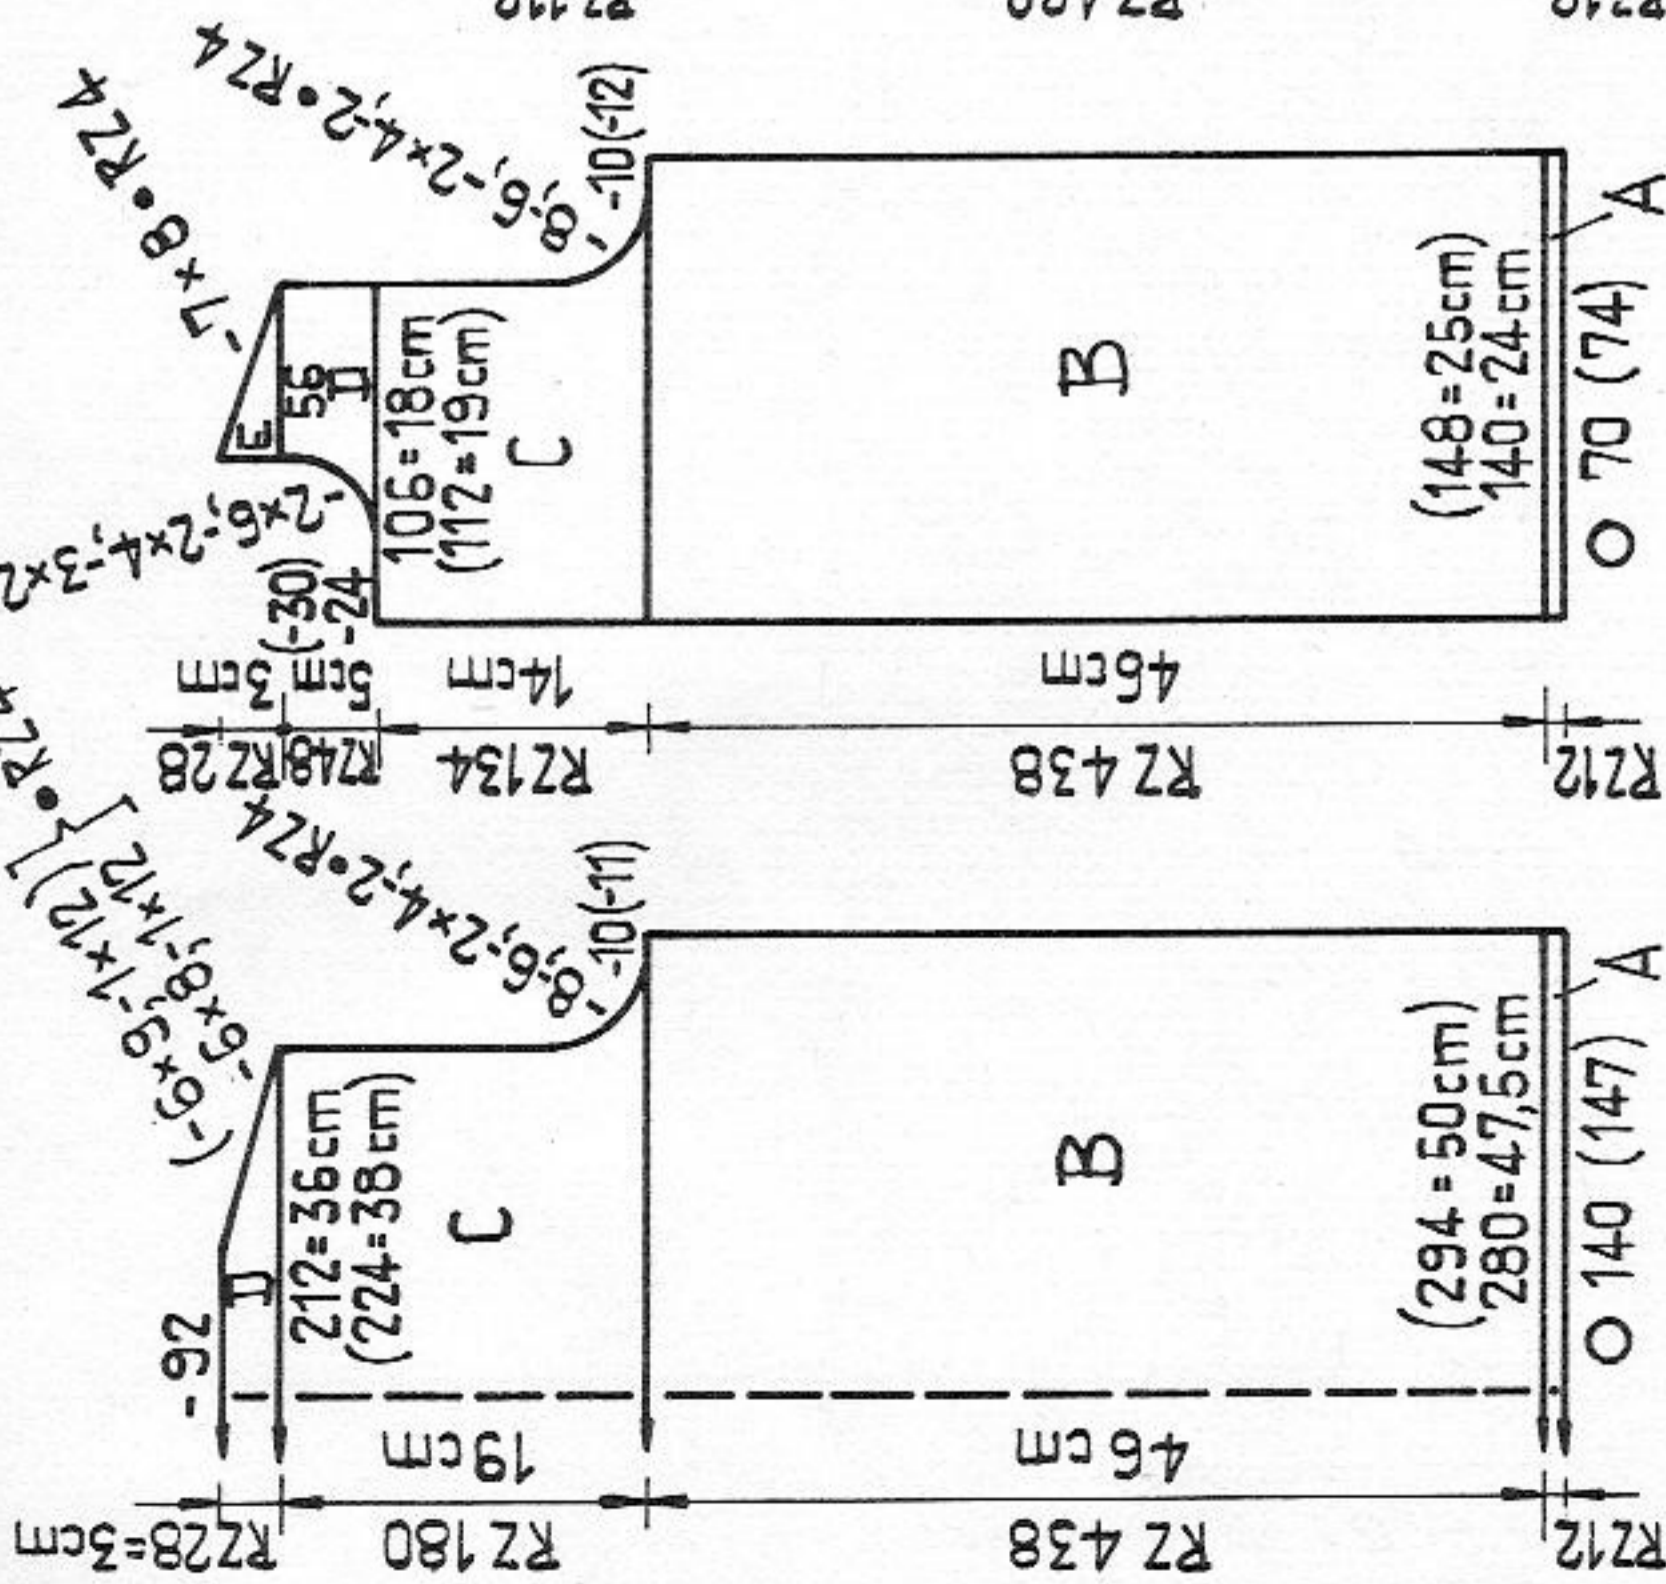 -8,-6,-2×4,-2•RZ4
-1×8•RZ4
-10(-12)
E
56
D
106=18cm
(112=19cm)
C
B
(148=25cm)
140=24cm
A
O 70 (74)
-2×6,-2×4,-3×2
(-30)
-24
3cm
5cm
14cm
46cm
RZ28
RZ48
RZ134
RZ438
RZ12
(-6×9,-1×12)
-6×8,-1×12
•RZ4
-8,-6,-2×4,-2•RZ4
-10(-11)
-92
D
212=36cm
(224=38cm)
C
B
(294=50cm)
280=47,5cm
A
O 140 (147)
19cm
46cm
RZ28=3cm
RZ180
RZ438
RZ12